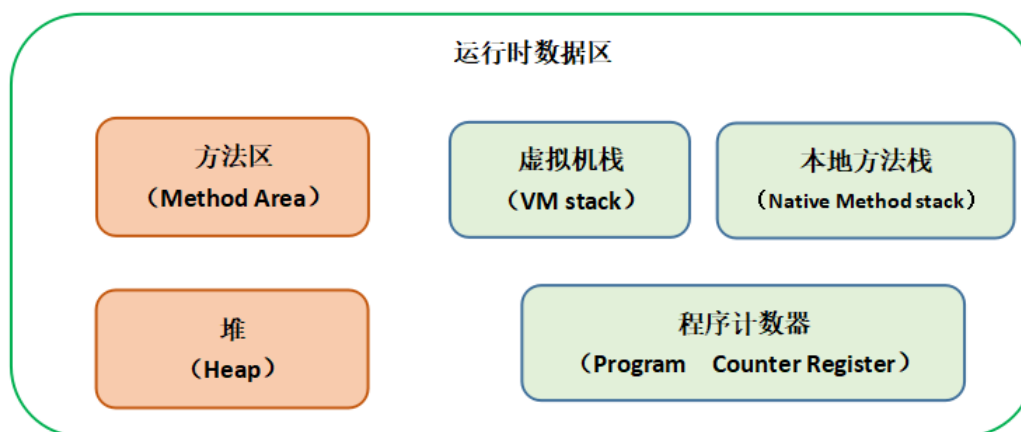 运行时数据区
方法区
（Method Area）
虚拟机栈
（VM stack）
本地方法栈
（Native Method stack）
堆
（Heap）
程序计数器
（Program Counter Register）